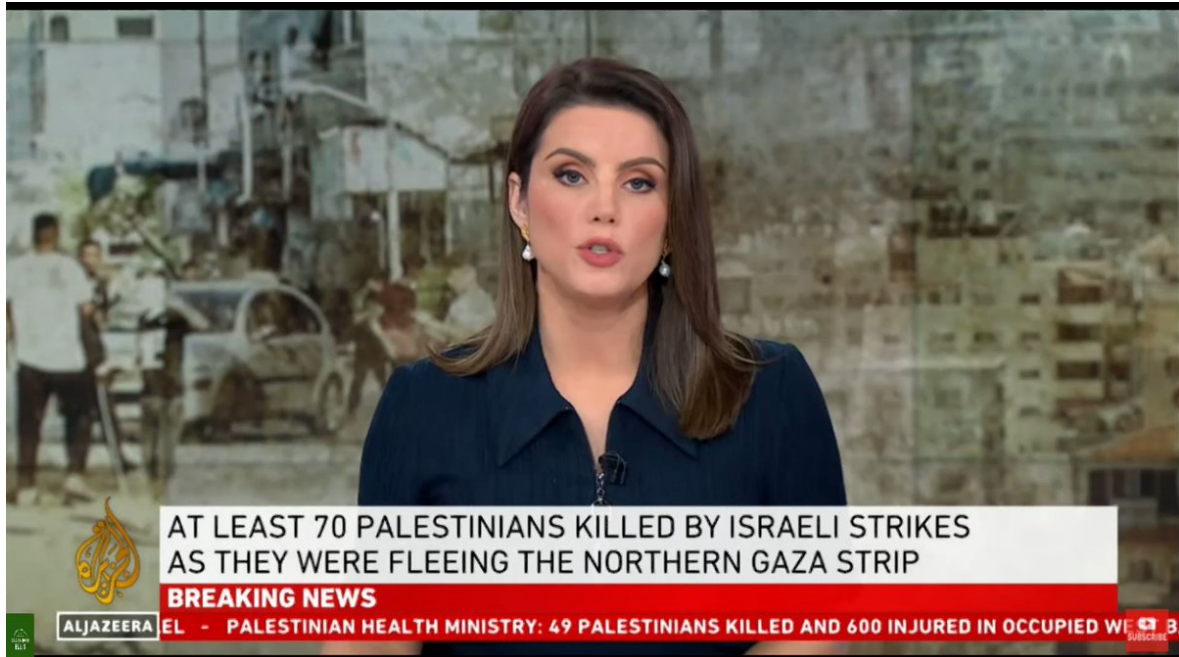 AT LEAST 70 PALESTINIANS KILLED BY ISRAELI STRIKES
AS THEY WERE FLEEING THE NORTHERN GAZA STRIP
BREAKING NEWS
ALJAZEERA
EL - PALESTINIAN HEALTH MINISTRY: 49 PALESTINIANS KILLED AND 600 INJURED IN OCCUPIED
SUBSCRIBE